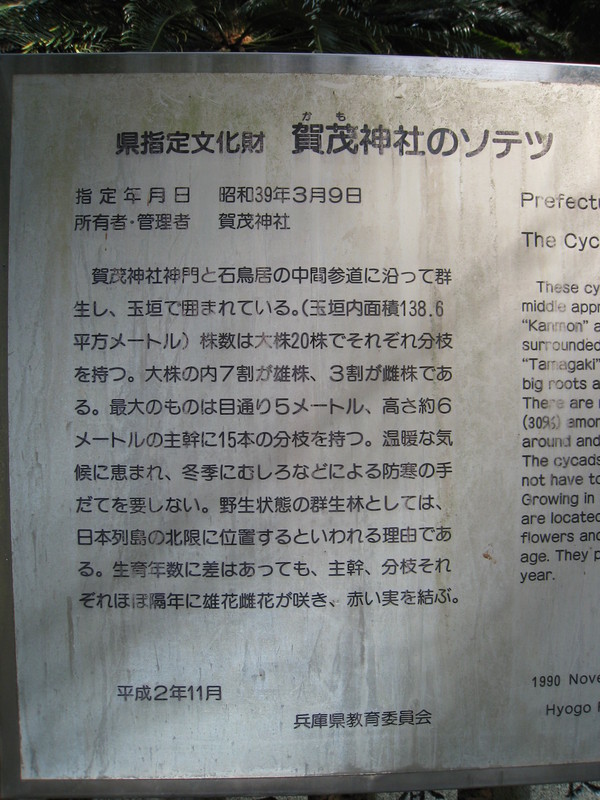 かも
県指定文化財 賀茂神社のソテツ
指定年月日 昭和39年3月9日
所有者・管理者 賀茂神社
賀茂神社神門と石鳥居の中間参道に沿って群
生し、玉垣で囲まれている。(玉垣内面積138.6
平方メートル) 株数は大株20株でそれぞれ分枝
を持つ。大株の内7割が雄株、3割が雌株であ
る。最大のものは目通り5メートル、高さ約6
メートルの主幹に15本の分枝を持つ。温暖な気
候に恵まれ、冬季にむしろなどによる防寒の手
だてを要しない。野生状態の群生林としては、
日本列島の北限に位置するといわれる理由であ
る。生育年数に差はあっても、主幹、分枝それ
ぞれほぼ隔年に雄花雌花が咲き、赤い実を結ぶ。
平成2年11月
兵庫県教育委員会
Prefectu
The Cyc
These cy
middle appr
"Kanmon" a
surrounded
"Tamagaki"
big roots a
There are
(30%) amon
around and
The cycads
not have to
Growing in
are located
flowers and
age. They p
year.
1990 Nove
Hyogo